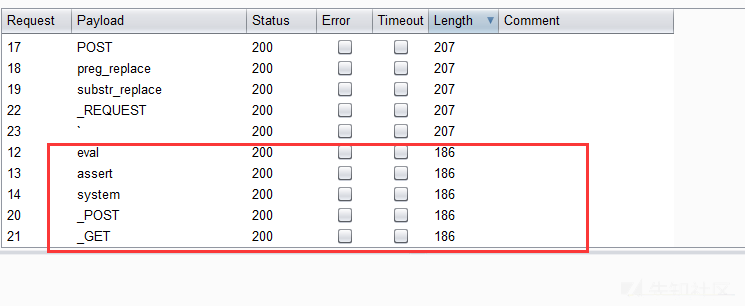 Request Payload Status Error Timeout Length Comment
17 POST 200 207
18 preg_replace 200 207
19 substr_replace 200 207
22 _REQUEST 200 207
23 ` 200 207
12 eval 200 186
13 assert 200 186
14 system 200 186
20 _POST 200 186
21 _GET 200 186
先知社区